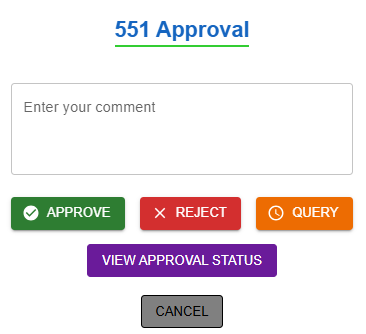 551 Approval
Enter your comment
APPROVE
REJECT
QUERY
VIEW APPROVAL STATUS
CANCEL